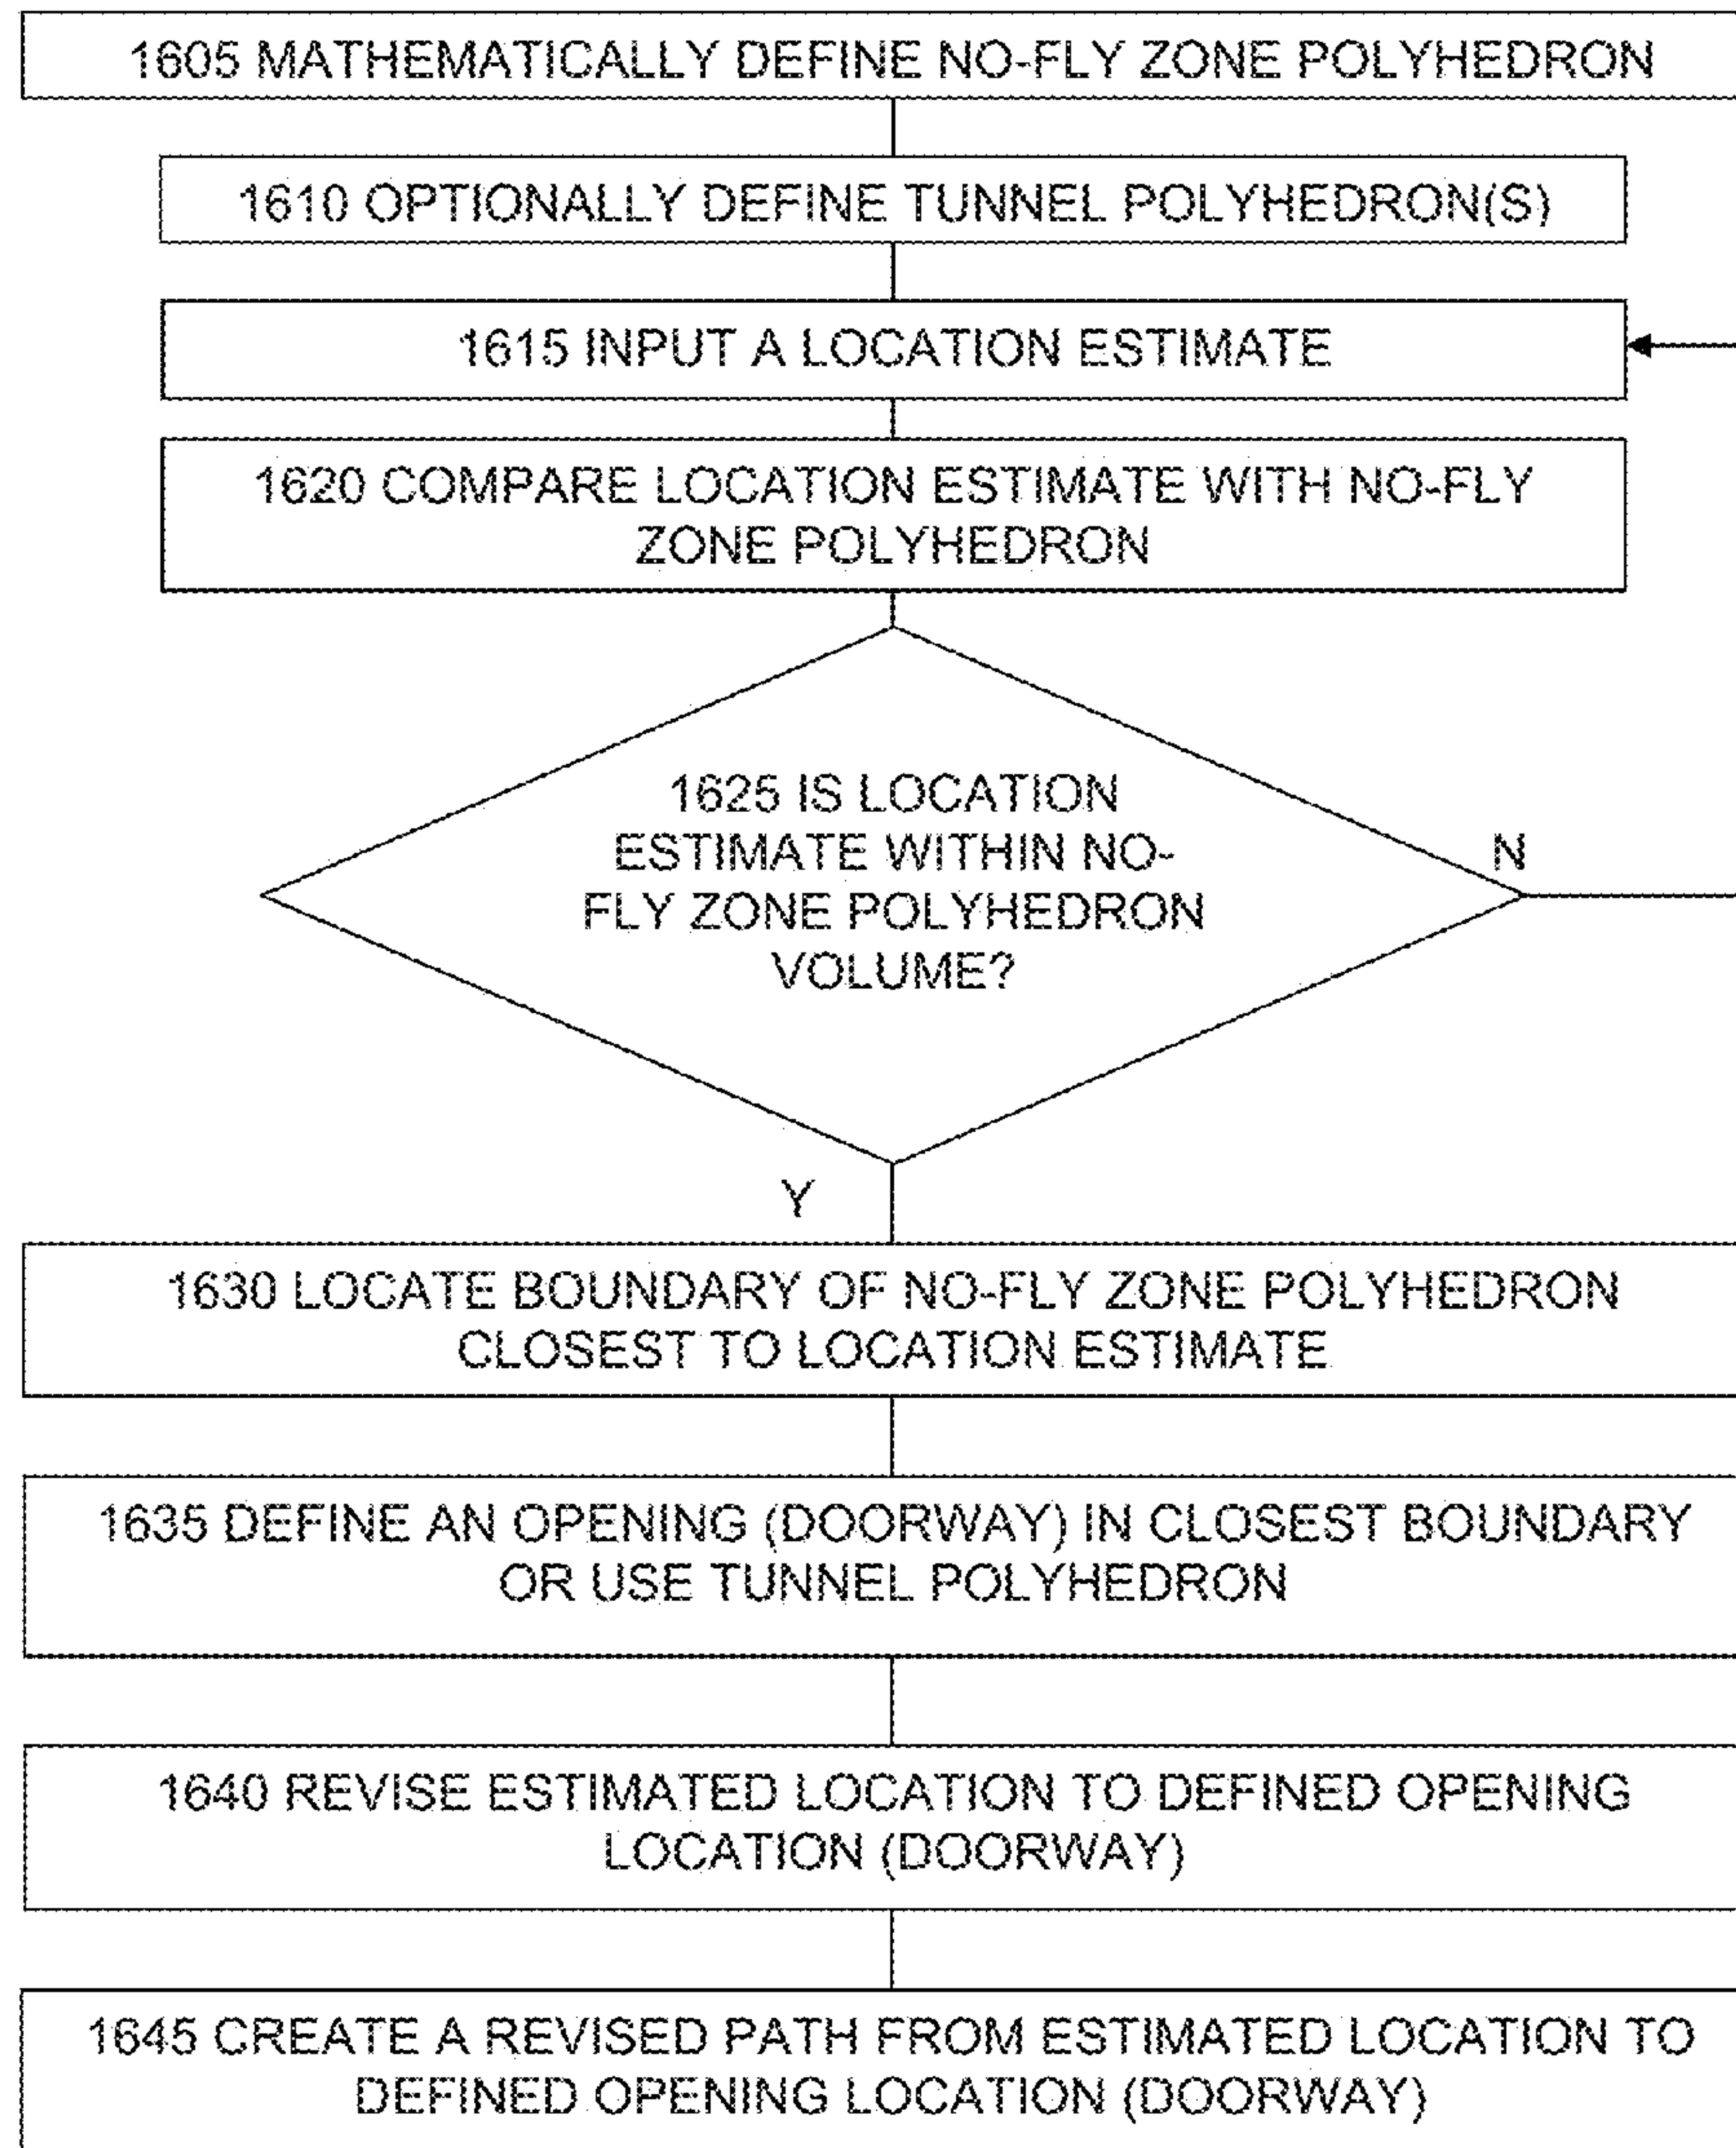 1605 MATHEMATICALLY DEFINE NO-FLY ZONE POLYHEDRON
1610 OPTIONALLY DEFINE TUNNEL POLYHEDRON(S)
1615 INPUT A LOCATION ESTIMATE
1620 COMPARE LOCATION ESTIMATE WITH NO-FLY
ZONE POLYHEDRON
1625 IS LOCATION
ESTIMATE WITHIN NO-
FLY ZONE POLYHEDRON
VOLUME?
N
Y
1630 LOCATE BOUNDARY OF NO-FLY ZONE POLYHEDRON
CLOSEST TO LOCATION ESTIMATE
1635 DEFINE AN OPENING (DOORWAY) IN CLOSEST BOUNDARY
OR USE TUNNEL POLYHEDRON
1640 REVISE ESTIMATED LOCATION TO DEFINED OPENING
LOCATION (DOORWAY)
1645 CREATE A REVISED PATH FROM ESTIMATED LOCATION TO
DEFINED OPENING LOCATION (DOORWAY)